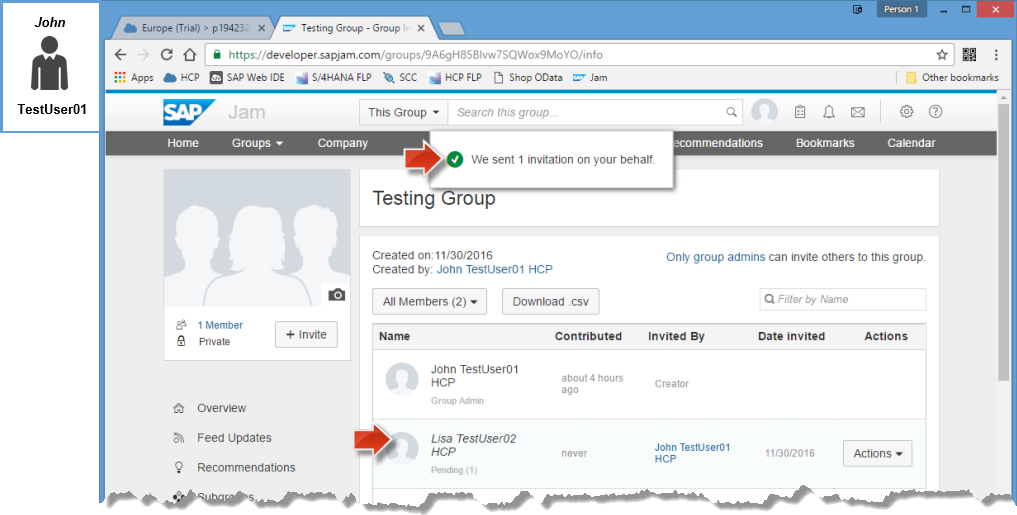 John
TestUser01
Person 1
Europe (Trial) > p194232
Testing Group - Group In
https://developer.sapjam.com/groups/9A6gH85Blvw7SQWox9MoYO/info
Apps HCP SAP Web IDE S/4HANA FLP SCC HCP FLP Shop OData Jam Other bookmarks
SAP Jam
This Group Search this group...
Home Groups Company ecommendations Bookmarks Calendar
We sent 1 invitation on your behalf.
Testing Group
Created on:11/30/2016
Created by: John TestUser01 HCP
Only group admins can invite others to this group.
All Members (2) Download .csv Filter by Name
1 Member
Private
+ Invite
Name Contributed Invited By Date invited Actions
John TestUser01
HCP
Group Admin
about 4 hours
ago
Creator
Lisa TestUser02
HCP
Pending (1)
never
John TestUser01
HCP
11/30/2016
Actions
Overview
Feed Updates
Recommendations
Subgroups